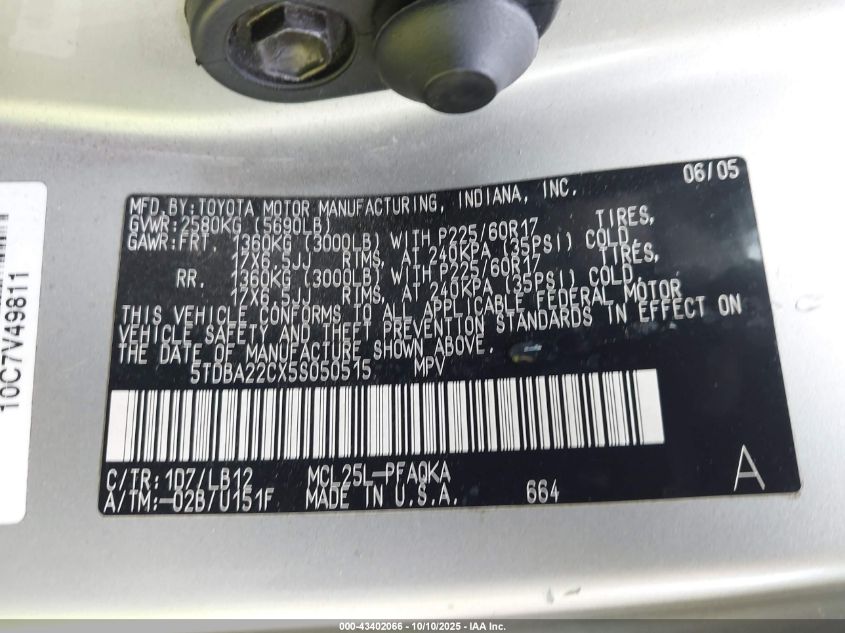 06/05
MFD.BY:TOYOTA MOTOR MANUFACTURING, INDIANA, INC.
GVWR:2580KG (5690LB)
GAWR:FRT. 1360KG (3000LB) WITH P225/60R17 TIRES,
17X6.5JJ RIMS, AT 240KPA (35PSI) COLD.
RR. 1360KG (3000LB) WITH P225/60R17 TIRES,
17X6.5JJ RIMS, AT 240KPA (35PSI) COLD.
THIS VEHICLE CONFORMS TO ALL APPLICABLE FEDERAL MOTOR
VEHICLE SAFETY AND THEFT PREVENTION STANDARDS IN EFFECT ON
THE DATE OF MANUFACTURE SHOWN ABOVE.
5TDBA22CX5S050515 MPV
C/TR:1D7/LB12 MCL25L-PFAQKA
A/TM:-02B/U151F MADE IN U.S.A. 664
A
10C7V49811
000-43402066 - 10/10/2025 - IAA Inc.